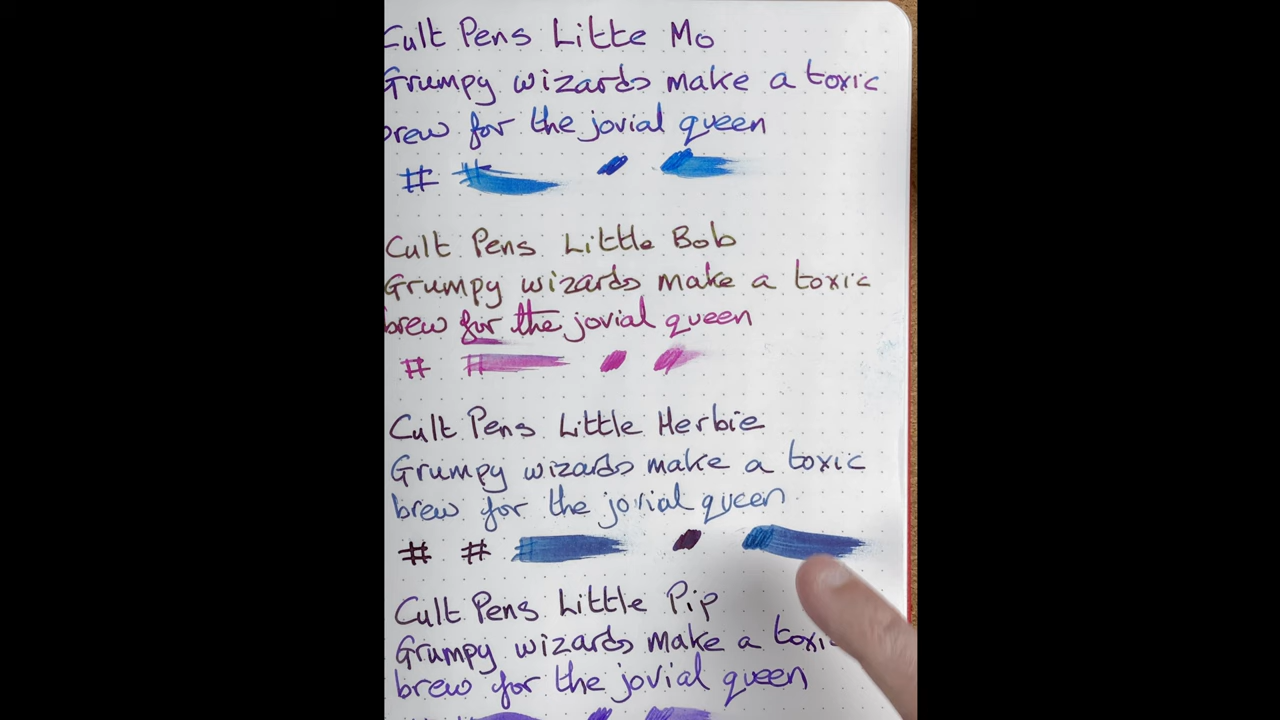 Cult Pens Litte Mo
Grumpy wizards make a toxic
brew for the jovial queen
# #
Cult Pens Little Bob
Grumpy wizards make a toxic
brew for the jovial queen
# #
Cult Pens Little Herbie
Grumpy wizards make a toxic
brew for the jovial queen
# #
Cult Pens Little Pip
Grumpy wizards make a toxic
brew for the jovial queen